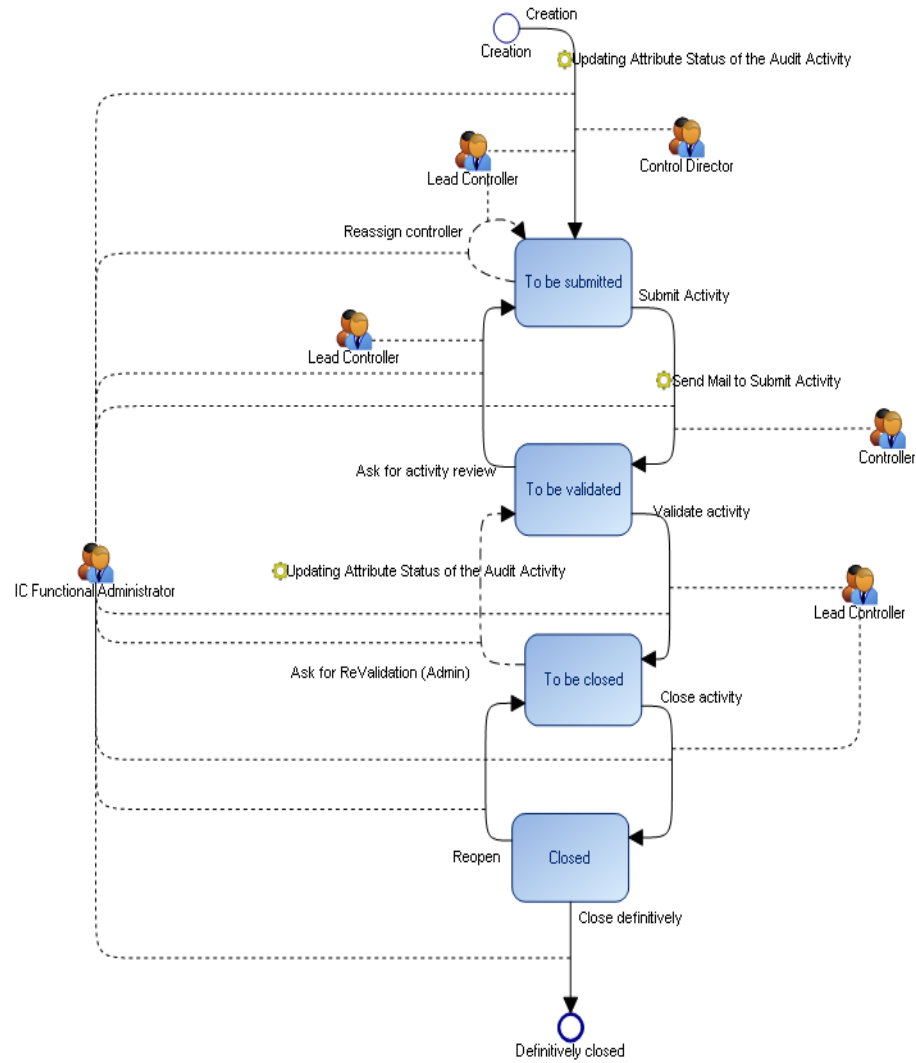 Creation
Creation
Updating Attribute Status of the Audit Activity
Lead Controller
Control Director
Reassign controller
To be submitted
Submit Activity
Lead Controller
Send Mail to Submit Activity
Controller
Ask for activity review
To be validated
Validate activity
Updating Attribute Status of the Audit Activity
IC Functional Administrator
Lead Controller
Ask for ReValidation (Admin)
To be closed
Close activity
Reopen
Closed
Close definitively
Definitively closed